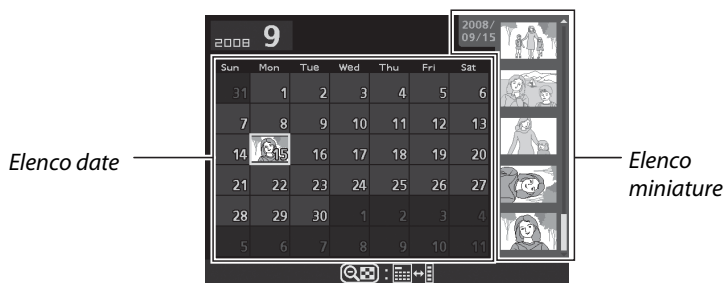 2008 9
2008/
09/15
Sun Mon Tue Wed Thu Fri Sat
31 1 2 3 4 5 6
7 8 9 10 11 12 13
14 15 16 17 18 19 20
21 22 23 24 25 26 27
28 29 30 1 2 3 4
5 6 7 8 9 10 11
Elenco date
Elenco
miniature
: